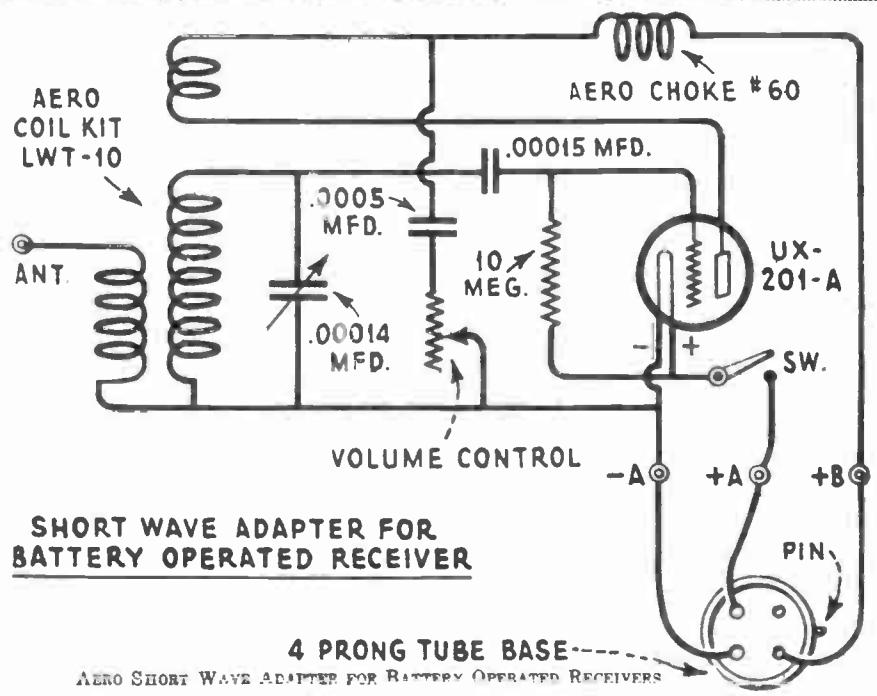 AERO CHOKE #60
AERO
COIL KIT
LWT-10
.00015 MFD.
.0005
MFD.
ANT.
10
MEG.
UX-
201-A
.00014
MFD.
- +
SW.
VOLUME CONTROL
-A
+A
+B
SHORT WAVE ADAPTER FOR
BATTERY OPERATED RECEIVER
PIN
4 PRONG TUBE BASE
AERO SHORT WAVE ADAPTER FOR BATTERY OPERATED RECEIVERS